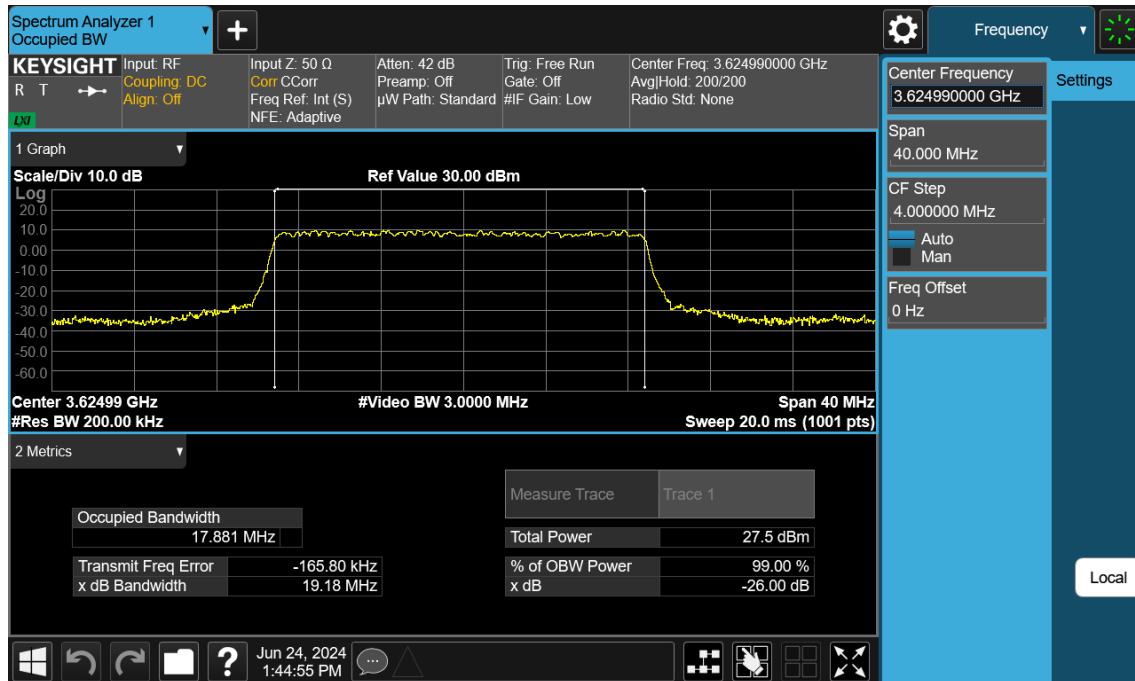 Spectrum Analyzer 1
Occupied BW
+
Frequency
KEYSIGHT
R T
LXI
Input: RF
Coupling: DC
Align: Off
Input Z: 50 Ω
Corr CCorr
Freq Ref: Int (S)
NFE: Adaptive
Atten: 42 dB
Preamp: Off
µW Path: Standard
Trig: Free Run
Gate: Off
#IF Gain: Low
Center Freq: 3.624990000 GHz
Avg|Hold: 200/200
Radio Std: None
Center Frequency
3.624990000 GHz
Settings
Span
40.000 MHz
CF Step
4.000000 MHz
Auto
Man
Freq Offset
0 Hz
Local
1 Graph
Scale/Div 10.0 dB
Ref Value 30.00 dBm
Log
20.0
10.0
0.00
-10.0
-20.0
-30.0
-40.0
-50.0
-60.0
Center 3.62499 GHz
#Video BW 3.0000 MHz
Span 40 MHz
#Res BW 200.00 kHz
Sweep 20.0 ms (1001 pts)
2 Metrics
Measure Trace
Trace 1
Occupied Bandwidth
17.881 MHz
Total Power
27.5 dBm
Transmit Freq Error
-165.80 kHz
% of OBW Power
99.00 %
x dB Bandwidth
19.18 MHz
x dB
-26.00 dB
?
Jun 24, 2024
1:44:55 PM